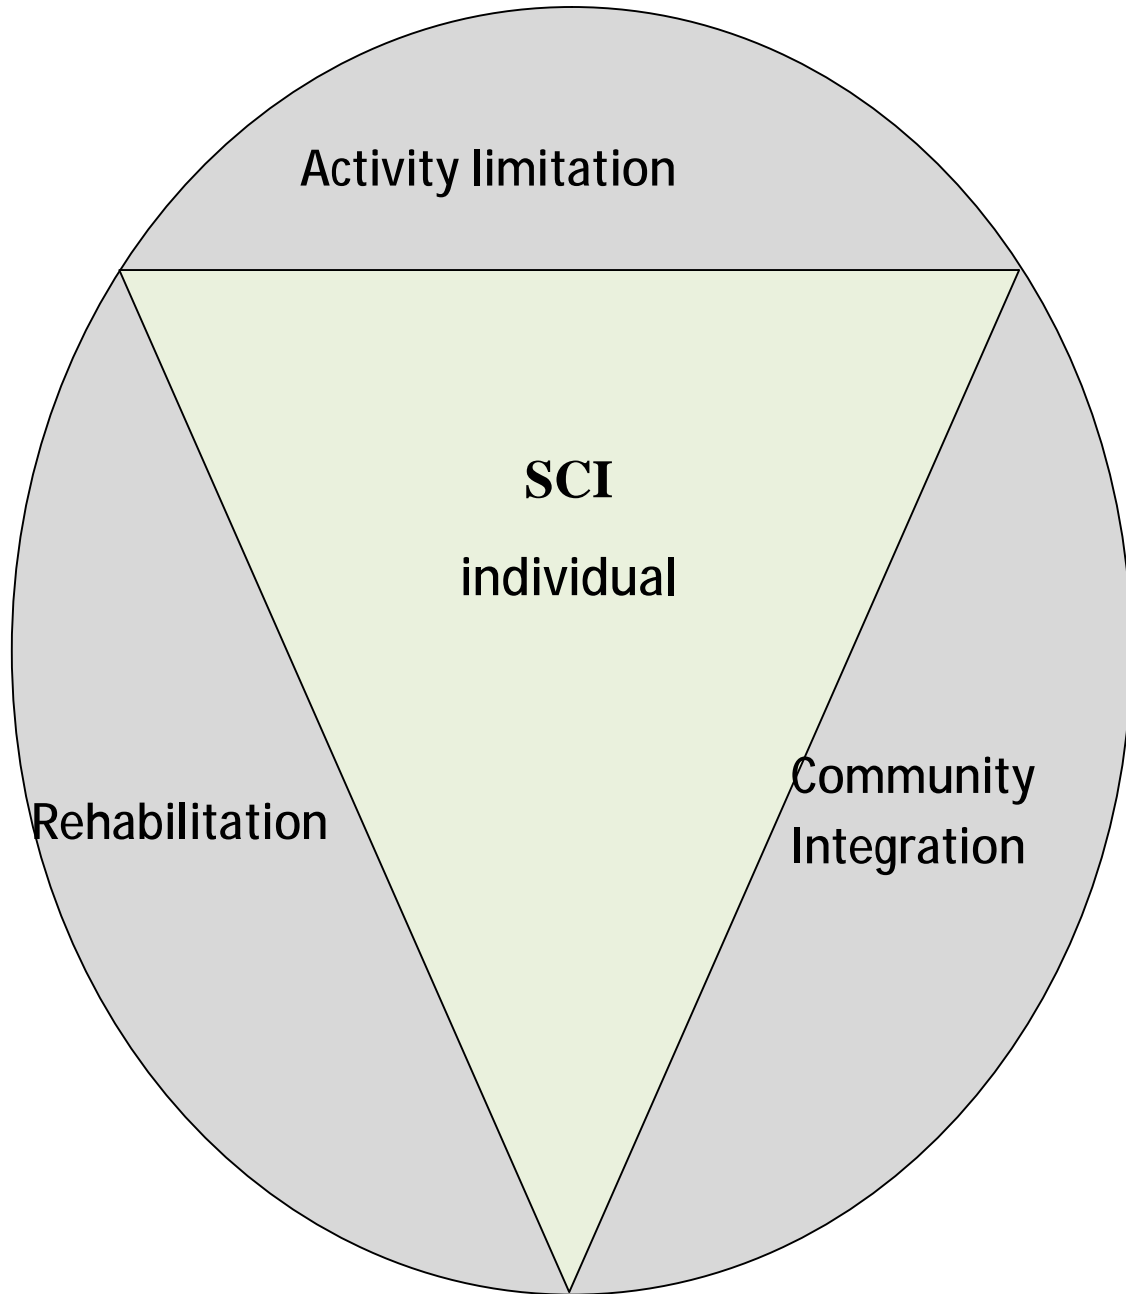 Activity limitation
SCI
individual
Rehabilitation
Community
Integration